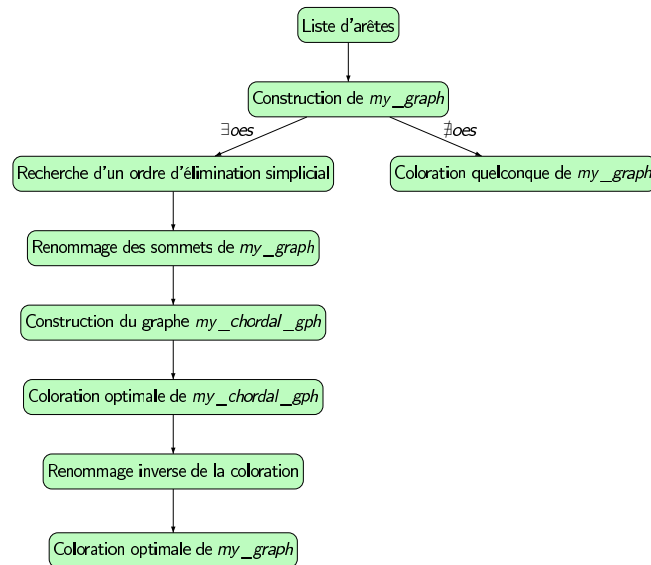 Liste d'arêtes
Construction de my_graph
∃oes
∄oes
Recherche d'un ordre d'élimination simplicial
Coloration quelconque de my_graph
Renommage des sommets de my_graph
Construction du graphe my_chordal_gph
Coloration optimale de my_chordal_gph
Renommage inverse de la coloration
Coloration optimale de my_graph